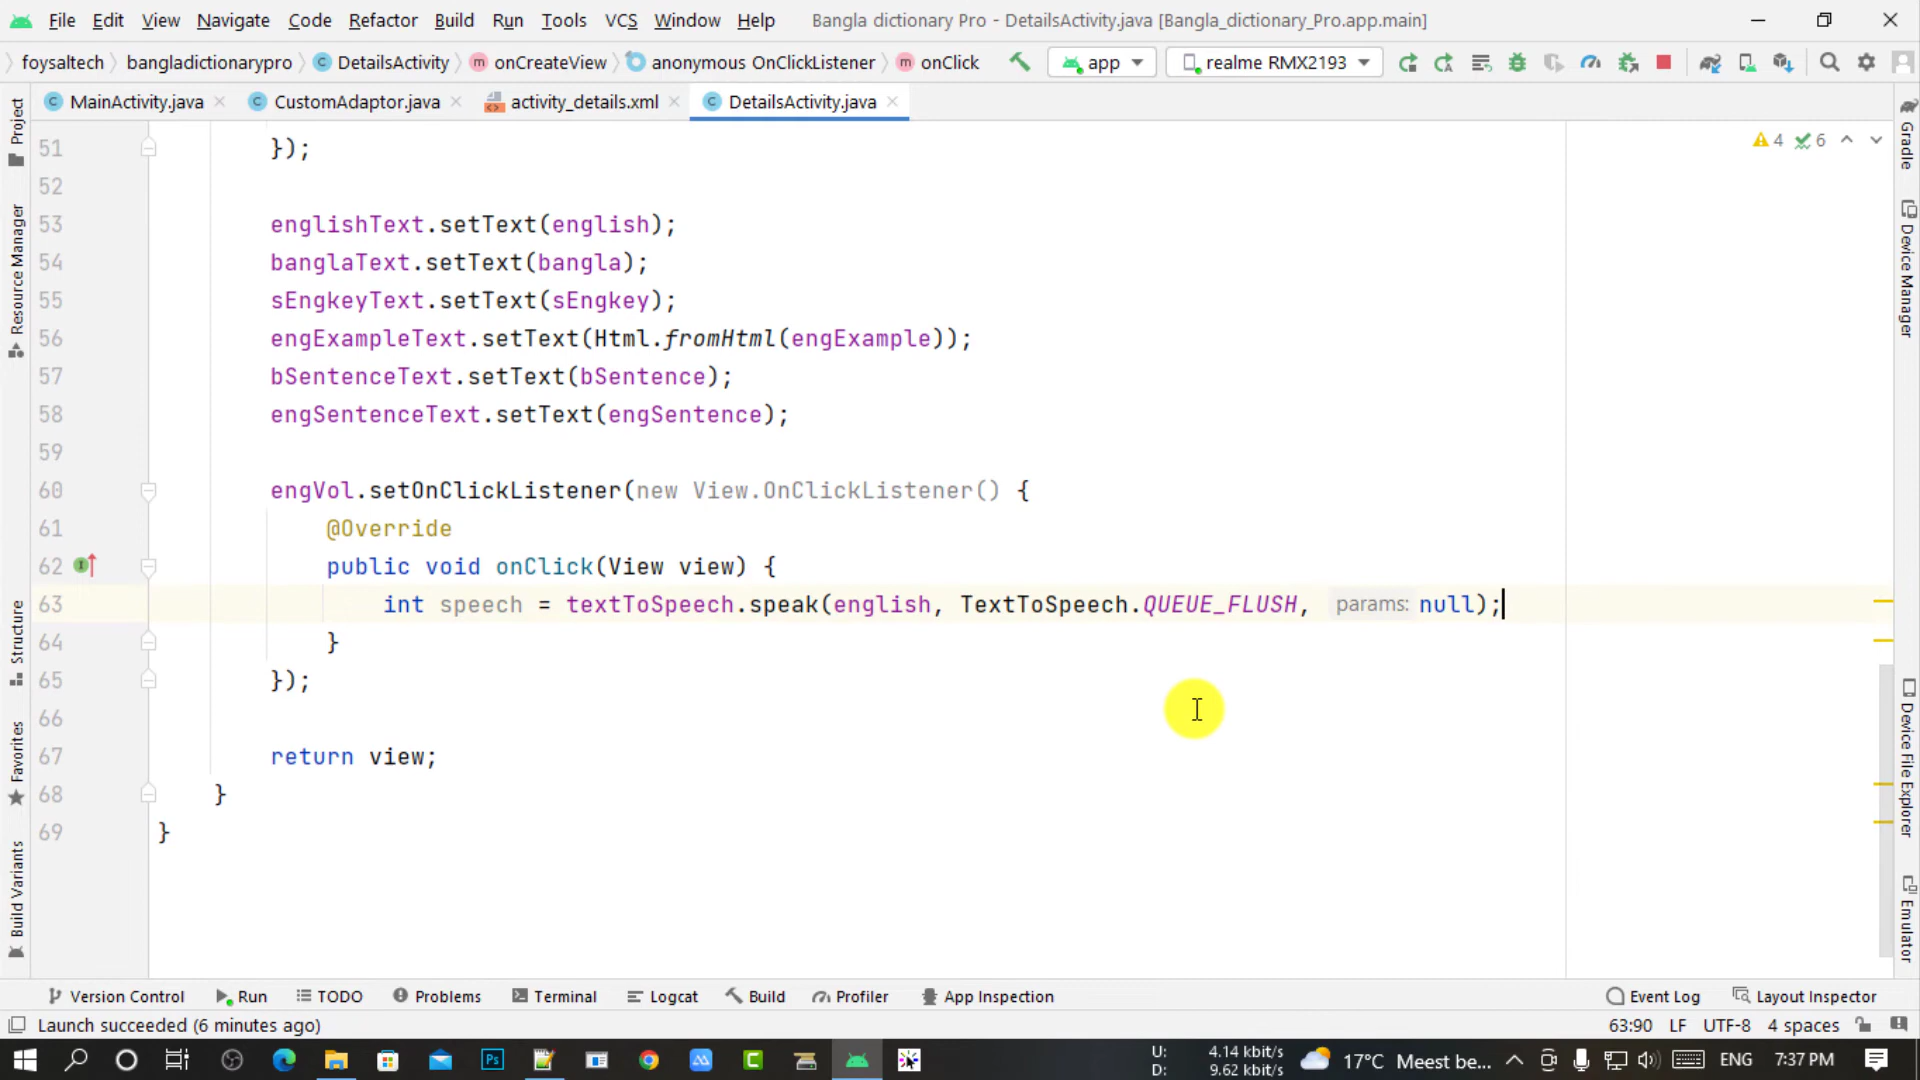 File Edit View Navigate Code Refactor Build Run Tools VCS Window Help Bangla dictionary Pro - DetailsActivity.java [Bangla_dictionary_Pro.app.main]
foysaltech bangladictionarypro DetailsActivity onCreateView anonymous OnClickListener onClick app realme RMX2193
MainActivity.java CustomAdaptor.java activity_details.xml DetailsActivity.java
4 6
Project
Resource Manager
Structure
Favorites
Build Variants
51 });
52
53 englishText.setText(english);
54 banglaText.setText(bangla);
55 sEngkeyText.setText(sEngkey);
56 engExampleText.setText(Html.fromHtml(engExample));
57 bSentenceText.setText(bSentence);
58 engSentenceText.setText(engSentence);
59
60 engVol.setOnClickListener(new View.OnClickListener() {
61 @Override
62 public void onClick(View view) {
63 int speech = textToSpeech.speak(english, TextToSpeech.QUEUE_FLUSH, params: null);
64 }
65 });
66
67 return view;
68 }
69 }
Gradle
Device Manager
Device File Explorer
Emulator
Version Control Run TODO Problems Terminal Logcat Build Profiler App Inspection Event Log Layout Inspector
Launch succeeded (6 minutes ago) 63:90 LF UTF-8 4 spaces
U: 4.14 kbit/s
D: 9.62 kbit/s
17°C Meest be... ENG 7:37 PM